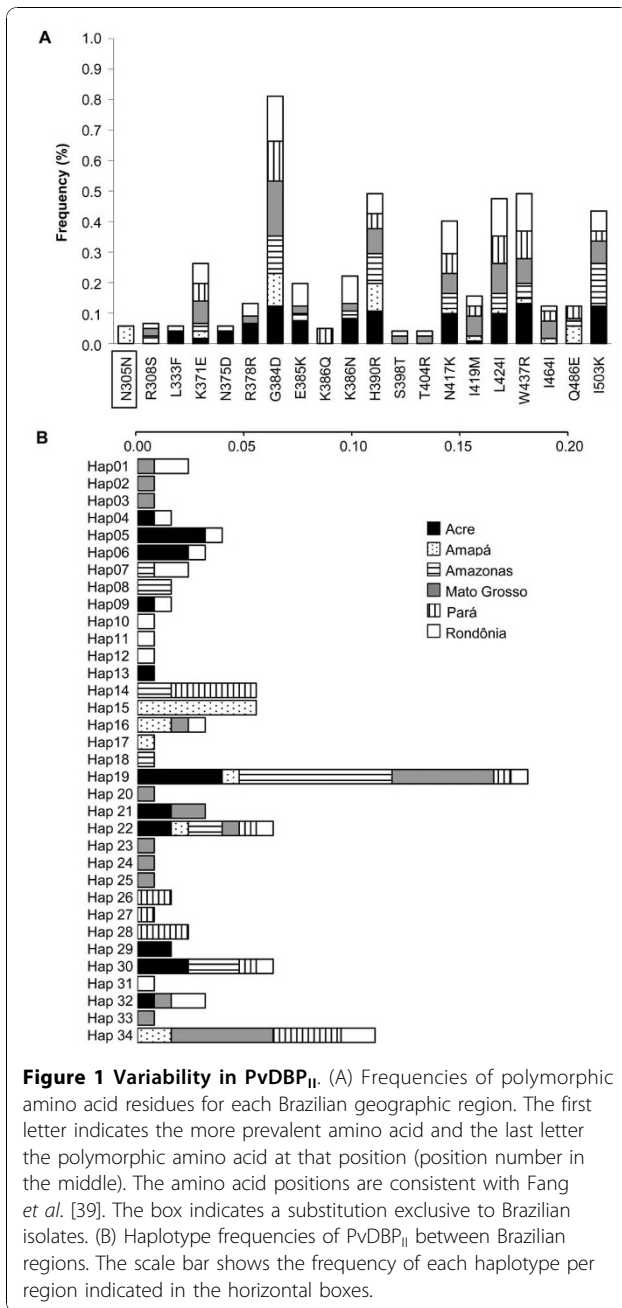 A
1.0
0.9
0.8
0.7
0.6
0.5
0.4
0.3
0.2
0.1
0.0
Frequency (%)
N305N
R308S
L333F
K371E
N375D
R378R
G384D
E385K
K386Q
K386N
H390R
S398T
T404R
N417K
I419M
L424I
W437R
I464I
Q486E
I503K
B
0.00 0.05 0.10 0.15 0.20
Hap01
Hap02
Hap03
Hap04
Hap05
Hap06
Hap07
Hap08
Hap09
Hap10
Hap11
Hap12
Hap13
Hap14
Hap15
Hap16
Hap17
Hap18
Hap19
Hap 20
Hap 21
Hap 22
Hap 23
Hap 24
Hap 25
Hap 26
Hap 27
Hap 28
Hap 29
Hap 30
Hap 31
Hap 32
Hap 33
Hap 34
Acre
Amapá
Amazonas
Mato Grosso
Pará
Rondônia
Figure 1 Variability in PvDBPII. (A) Frequencies of polymorphic
amino acid residues for each Brazilian geographic region. The first
letter indicates the more prevalent amino acid and the last letter
the polymorphic amino acid at that position (position number in
the middle). The amino acid positions are consistent with Fang
et al. [39]. The box indicates a substitution exclusive to Brazilian
isolates. (B) Haplotype frequencies of PvDBPII between Brazilian
regions. The scale bar shows the frequency of each haplotype per
region indicated in the horizontal boxes.